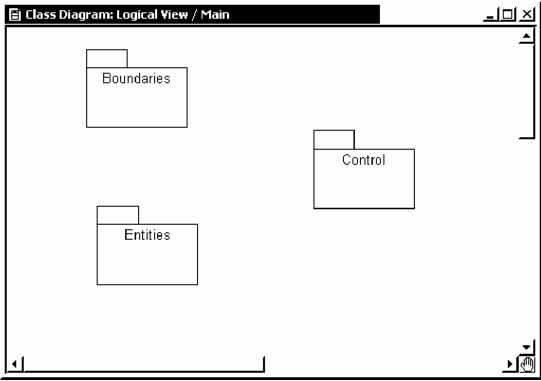 Class Diagram: Logical View / Main
Boundaries
Control
Entities